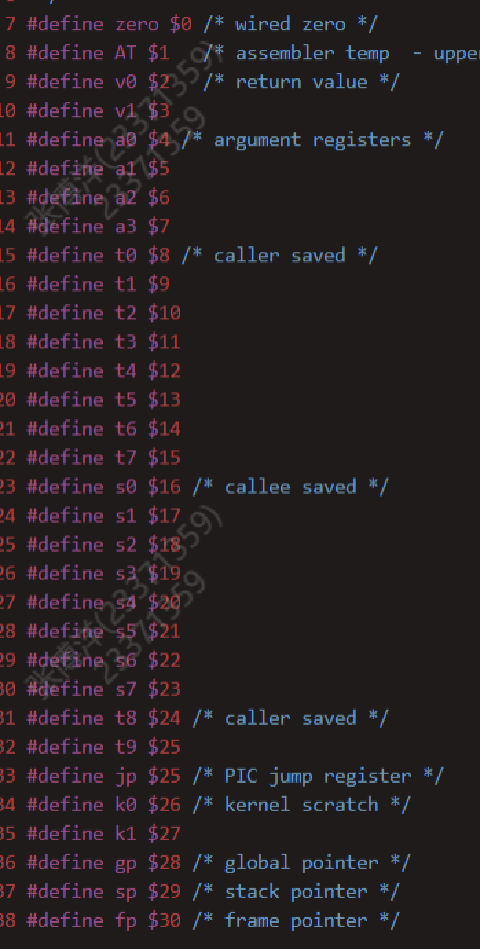 7 #define zero $0 /* wired zero */
8 #define AT $1 /* assembler temp - upper
9 #define v0 $2 /* return value */
10 #define v1 $3
11 #define a0 $4 /* argument registers */
12 #define a1 $5
13 #define a2 $6
14 #define a3 $7
15 #define t0 $8 /* caller saved */
16 #define t1 $9
17 #define t2 $10
18 #define t3 $11
19 #define t4 $12
20 #define t5 $13
21 #define t6 $14
22 #define t7 $15
23 #define s0 $16 /* callee saved */
24 #define s1 $17
25 #define s2 $18
26 #define s3 $19
27 #define s4 $20
28 #define s5 $21
29 #define s6 $22
30 #define s7 $23
31 #define t8 $24 /* caller saved */
32 #define t9 $25
33 #define jp $25 /* PIC jump register */
34 #define k0 $26 /* kernel scratch */
35 #define k1 $27
36 #define gp $28 /* global pointer */
37 #define sp $29 /* stack pointer */
38 #define fp $30 /* frame pointer */
(23371359)
23371359
(23371359)
23371359